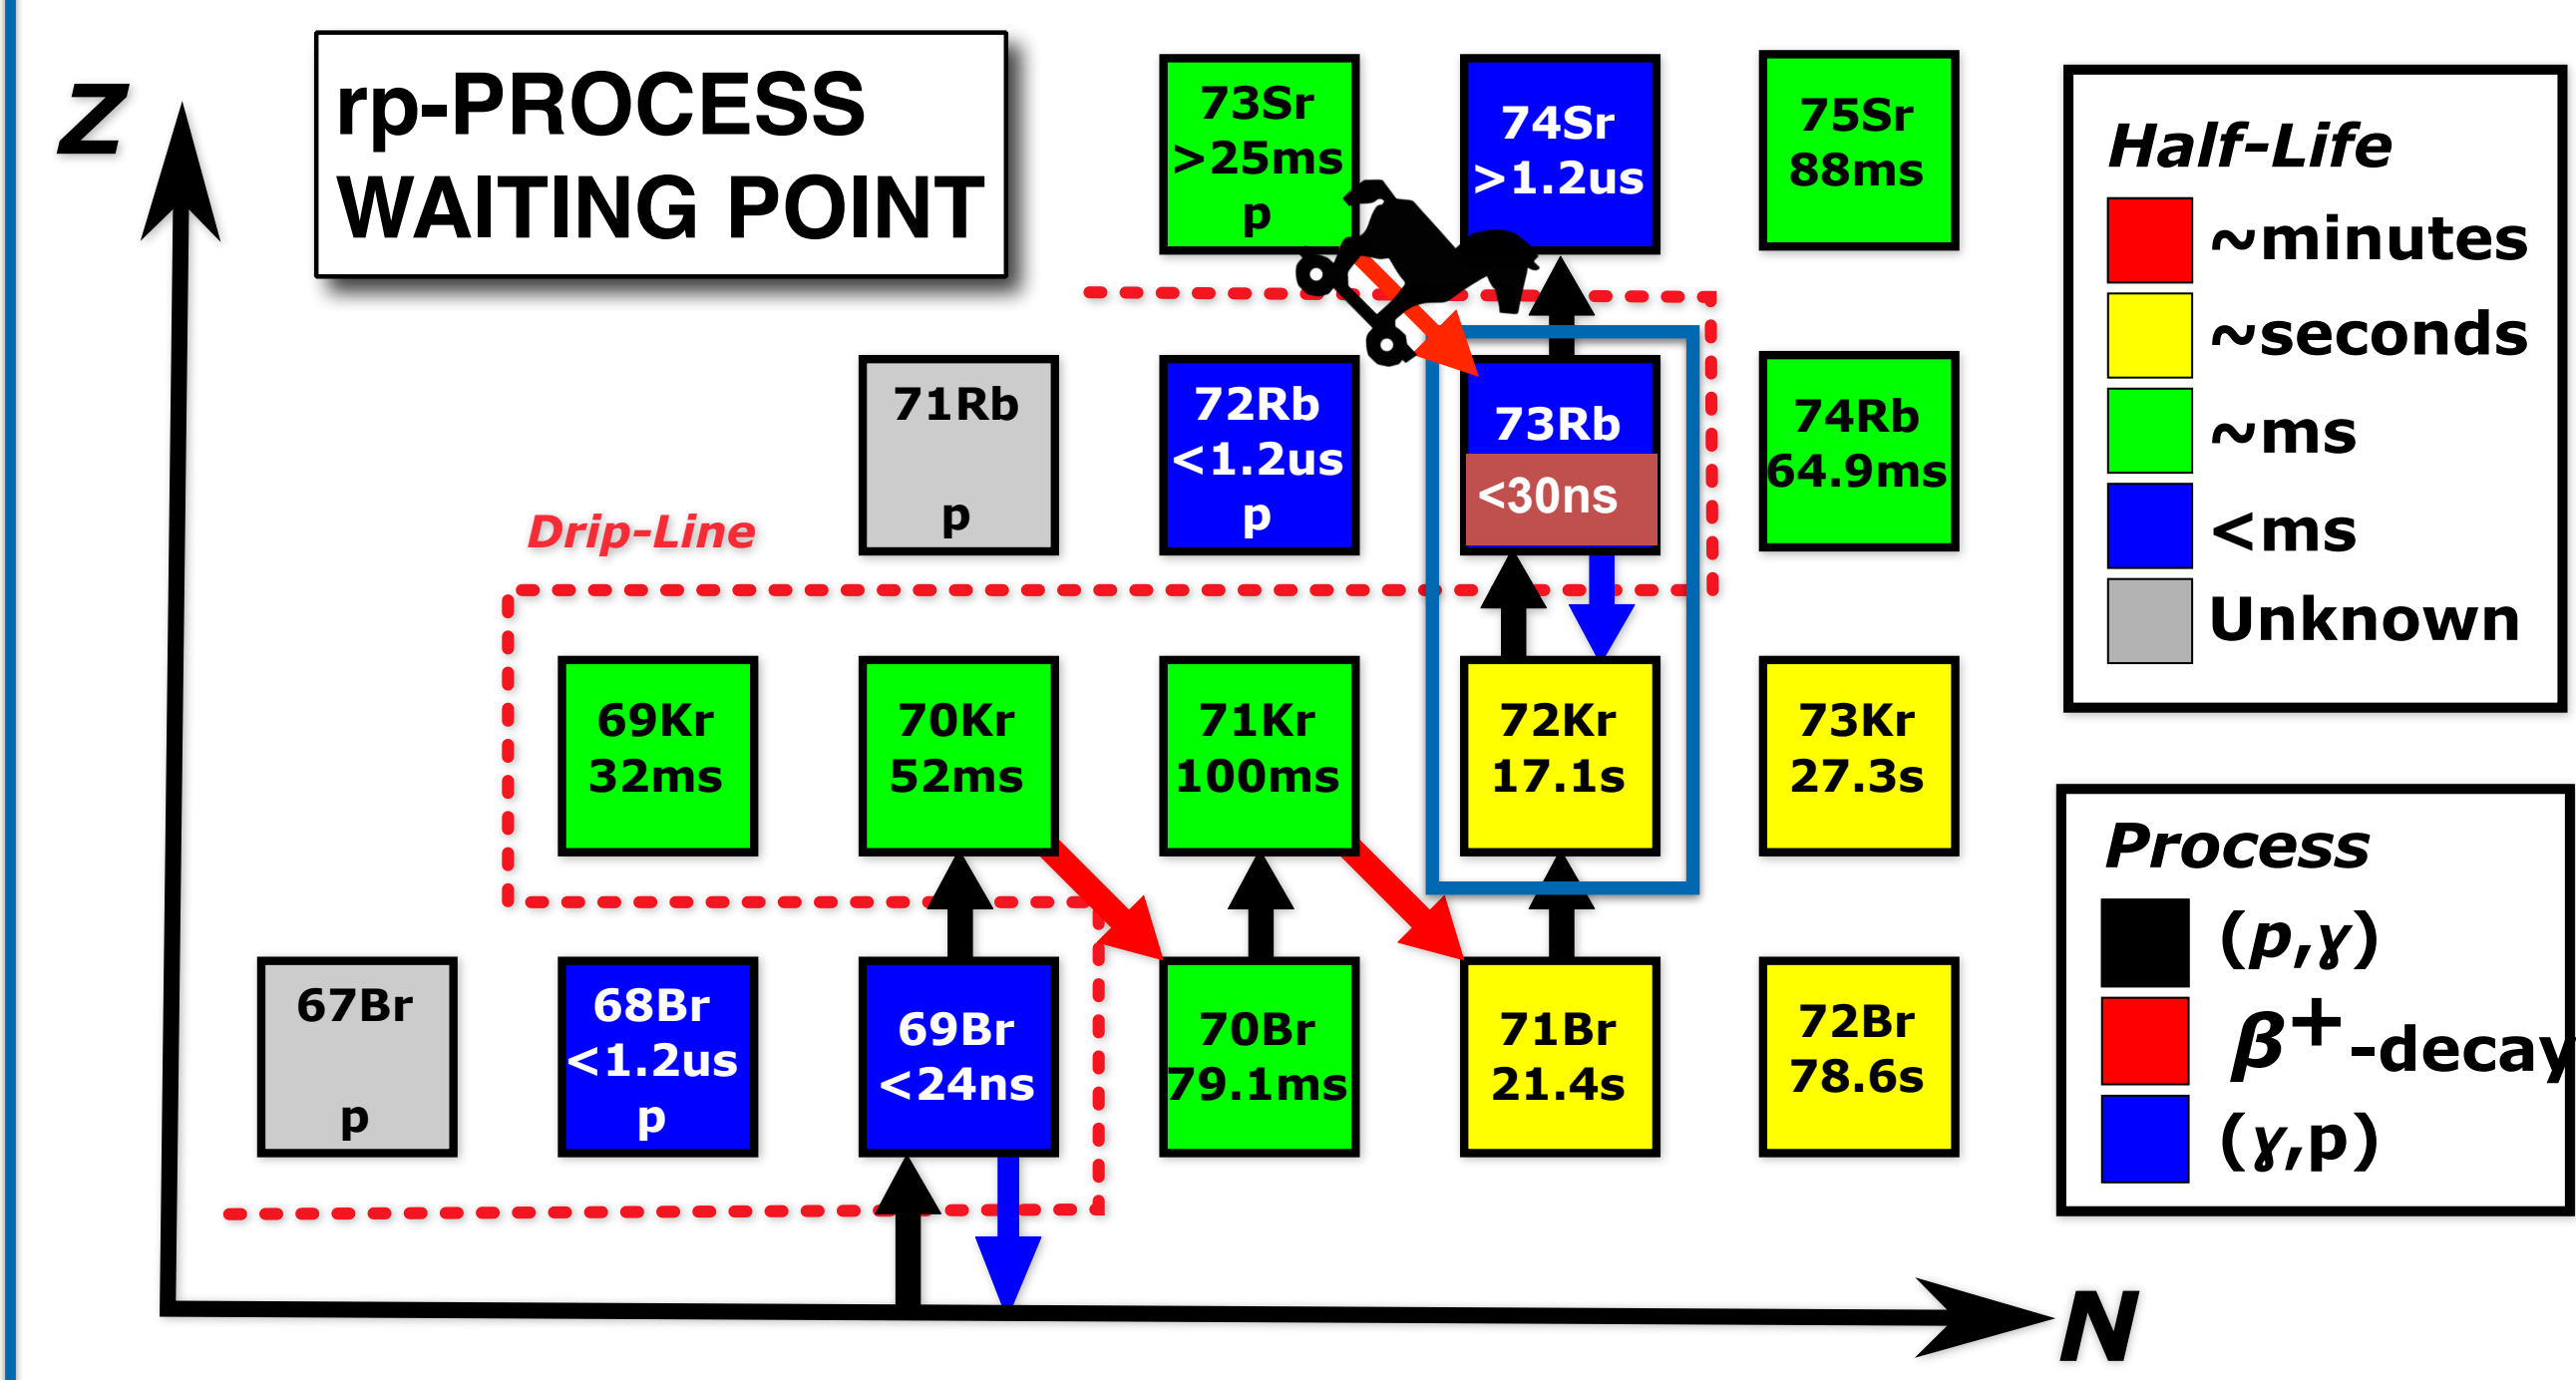 Z
rp-PROCESS
WAITING POINT
73Sr
>25ms
p
74Sr
>1.2us
75Sr
88ms
Half-Life
~minutes
~seconds
~ms
<ms
Unknown
71Rb
p
72Rb
<1.2us
p
73Rb
<30ns
74Rb
64.9ms
Drip-Line
69Kr
32ms
70Kr
52ms
71Kr
100ms
72Kr
17.1s
73Kr
27.3s
Process
(p,γ)
β+-decay
(γ,p)
67Br
p
68Br
<1.2us
p
69Br
<24ns
70Br
79.1ms
71Br
21.4s
72Br
78.6s
N